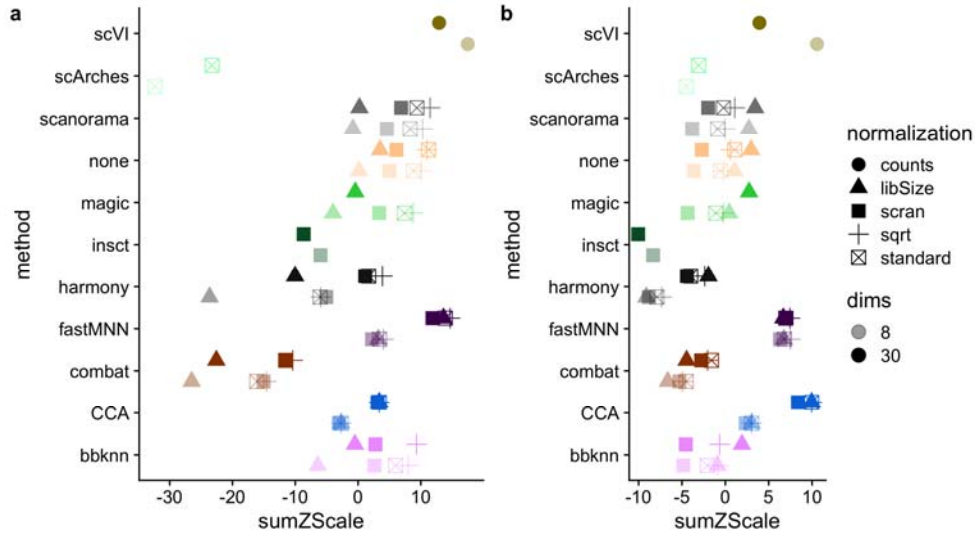 a
method
scVI
scArches
scanorama
none
magic
insct
harmony
fastMNN
combat
CCA
bbknn
-30 -20 -10 0 10
sumZScale
b
method
scVI
scArches
scanorama
none
magic
insct
harmony
fastMNN
combat
CCA
bbknn
-10 -5 0 5 10
sumZScale
normalization
counts
libSize
scran
sqrt
standard
dims
8
30